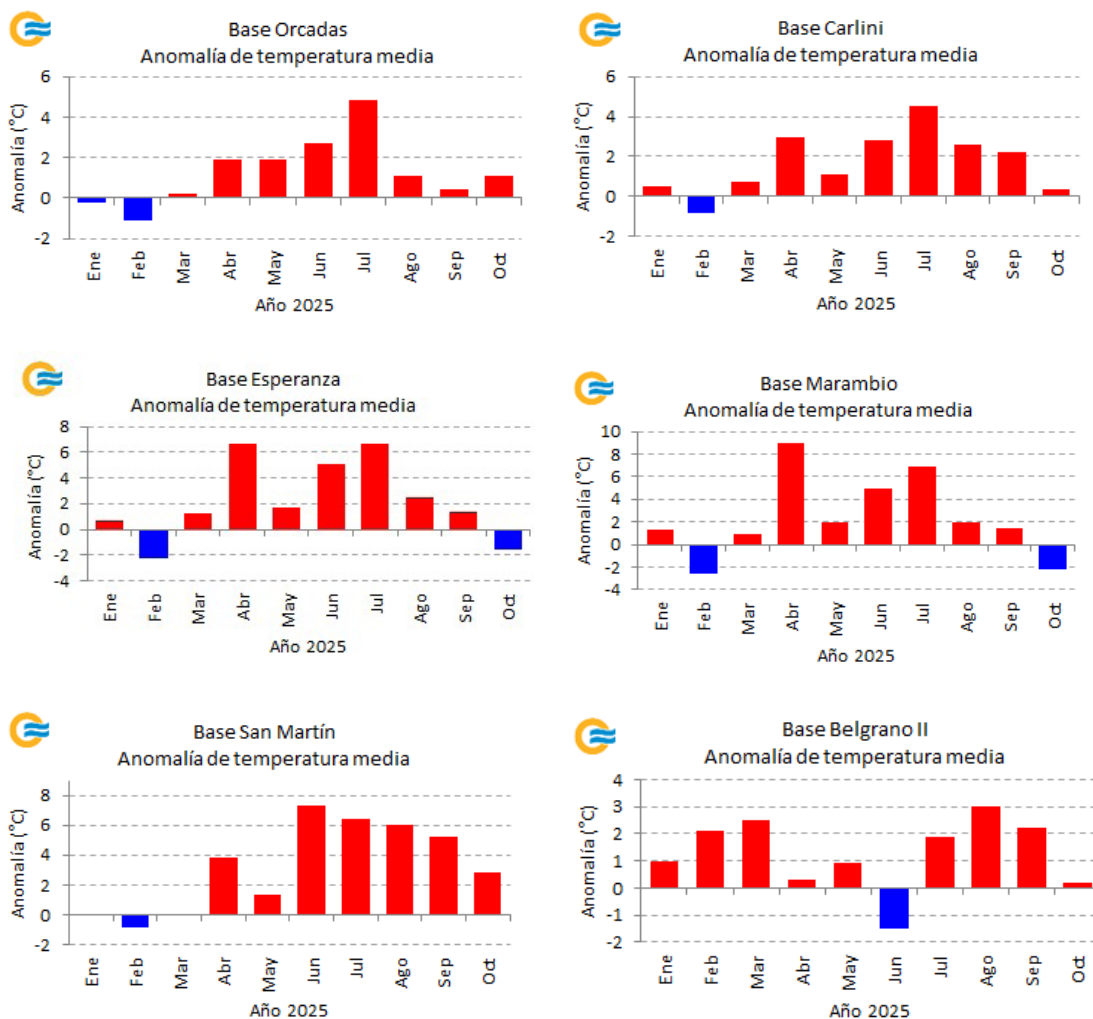 Base Orcadas
Anomalía de temperatura media
Anomalía (°C)
6
4
2
0
-2
Ene
Feb
Mar
Abr
May
Jun
Jul
Ago
Sep
Oct
Año 2025
Base Carlini
Anomalía de temperatura media
Anomalía (°C)
6
4
2
0
-2
Ene
Feb
Mar
Abr
May
Jun
Jul
Ago
Sep
Oct
Año 2025
Base Esperanza
Anomalía de temperatura media
Anomalía (°C)
8
6
4
2
0
-2
-4
Ene
Feb
Mar
Abr
May
Jun
Jul
Ago
Sep
Oct
Año 2025
Base Marambio
Anomalía de temperatura media
Anomalía (°C)
10
8
6
4
2
0
-2
-4
Ene
Feb
Mar
Abr
May
Jun
Jul
Ago
Sep
Oct
Año 2025
Base San Martín
Anomalía de temperatura media
Anomalía (°C)
8
6
4
2
0
-2
Ene
Feb
Mar
Abr
May
Jun
Jul
Ago
Sep
Oct
Año 2025
Base Belgrano II
Anomalía de temperatura media
Anomalía (°C)
4
3
2
1
0
-1
-2
Ene
Feb
Mar
Abr
May
Jun
Jul
Ago
Sep
Oct
Año 2025